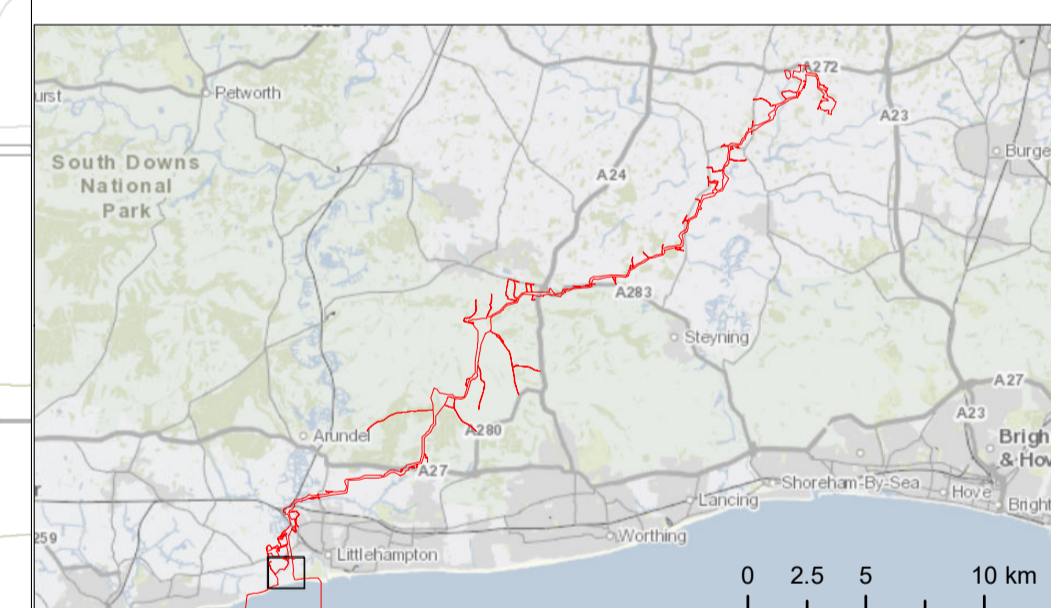 A272
urst
Petworth
A23
Burge
South Downs
National
Park
A24
A283
Steyning
A27
A23
Arundel
A280
Brigh
& Hov
A27
Shoreham-By-Sea
Hove
Lancing
Bright
r
259
Worthing
Littlehampton
0 2.5 5 10 km